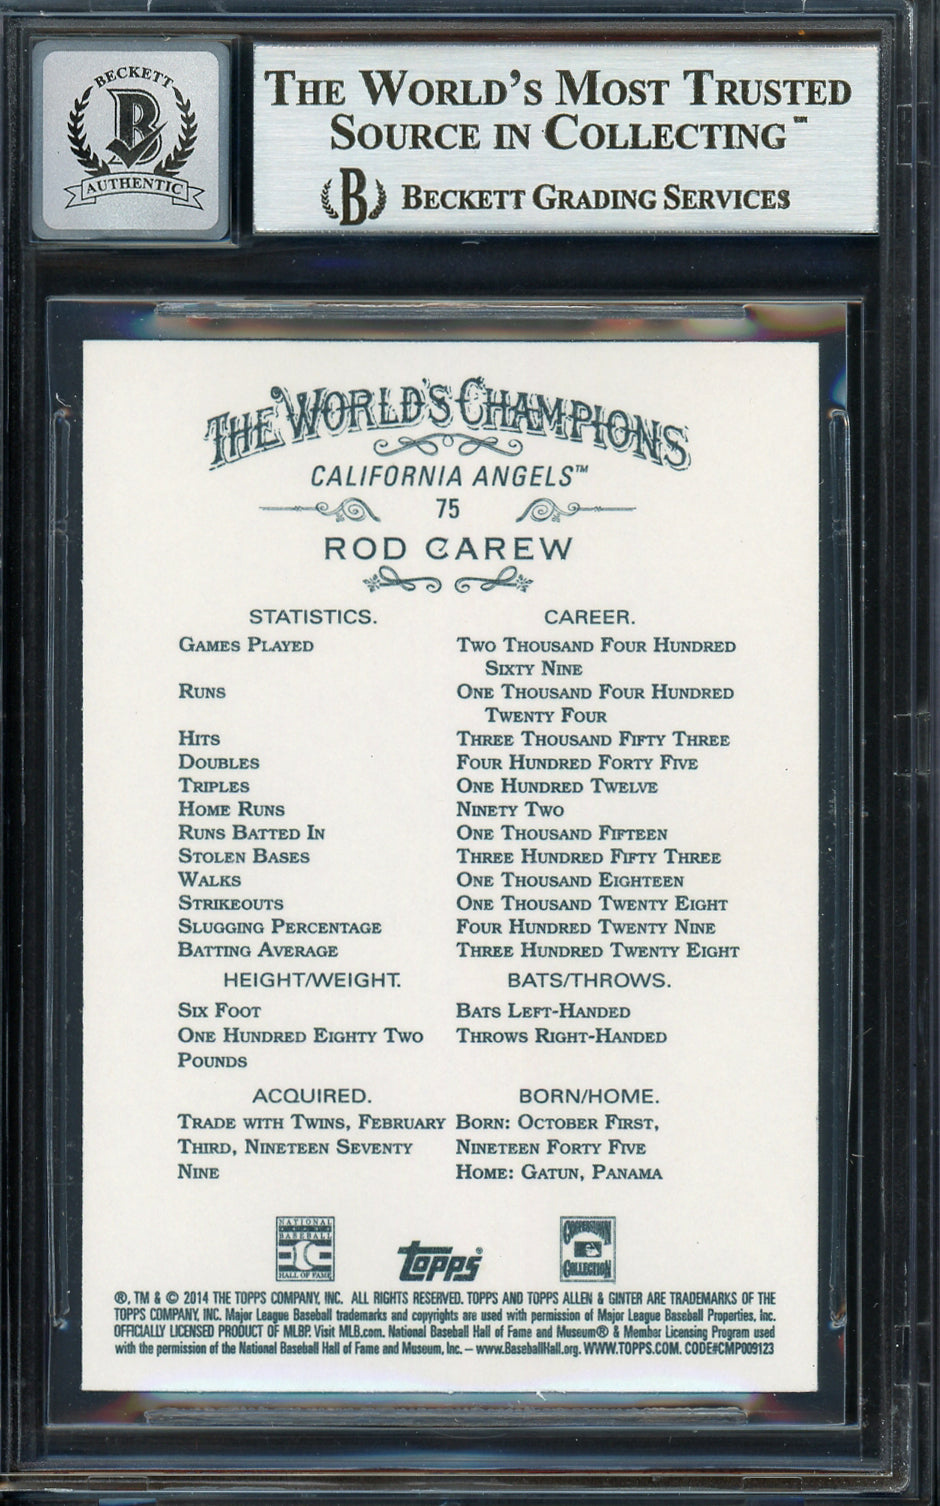 BECKETT
B
AUTHENTIC
THE WORLD'S MOST TRUSTED
SOURCE IN COLLECTING™
B BECKETT GRADING SERVICES
THE WORLD'S CHAMPIONS
CALIFORNIA ANGELS™
75
ROD CAREW
STATISTICS. CAREER.
GAMES PLAYED TWO THOUSAND FOUR HUNDRED
SIXTY NINE
RUNS ONE THOUSAND FOUR HUNDRED
TWENTY FOUR
HITS THREE THOUSAND FIFTY THREE
DOUBLES FOUR HUNDRED FORTY FIVE
TRIPLES ONE HUNDRED TWELVE
HOME RUNS NINETY TWO
RUNS BATTED IN ONE THOUSAND FIFTEEN
STOLEN BASES THREE HUNDRED FIFTY THREE
WALKS ONE THOUSAND EIGHTEEN
STRIKEOUTS ONE THOUSAND TWENTY EIGHT
SLUGGING PERCENTAGE FOUR HUNDRED TWENTY NINE
BATTING AVERAGE THREE HUNDRED TWENTY EIGHT
HEIGHT/WEIGHT. BATS/THROWS.
SIX FOOT BATS LEFT-HANDED
ONE HUNDRED EIGHTY TWO THROWS RIGHT-HANDED
POUNDS
ACQUIRED. BORN/HOME.
TRADE WITH TWINS, FEBRUARY BORN: OCTOBER FIRST,
THIRD, NINETEEN SEVENTY NINETEEN FORTY FIVE
NINE HOME: GATUN, PANAMA
NATIONAL
BASEBALL
HALL OF FAME
Topps®
COOPERSTOWN
COLLECTION
®, TM & © 2014 THE TOPPS COMPANY, INC. ALL RIGHTS RESERVED. TOPPS AND TOPPS ALLEN & GINTER ARE TRADEMARKS OF THE
TOPPS COMPANY, INC. Major League Baseball trademarks and copyrights are used with permission of Major League Baseball Properties, Inc.
OFFICIALLY LICENSED PRODUCT OF MLBP. Visit MLB.com. National Baseball Hall of Fame and Museum® & Member Licensing Program used
with the permission of the National Baseball Hall of Fame and Museum, Inc. – www.BaseballHall.org. WWW.TOPPS.COM. CODE#CMP009123